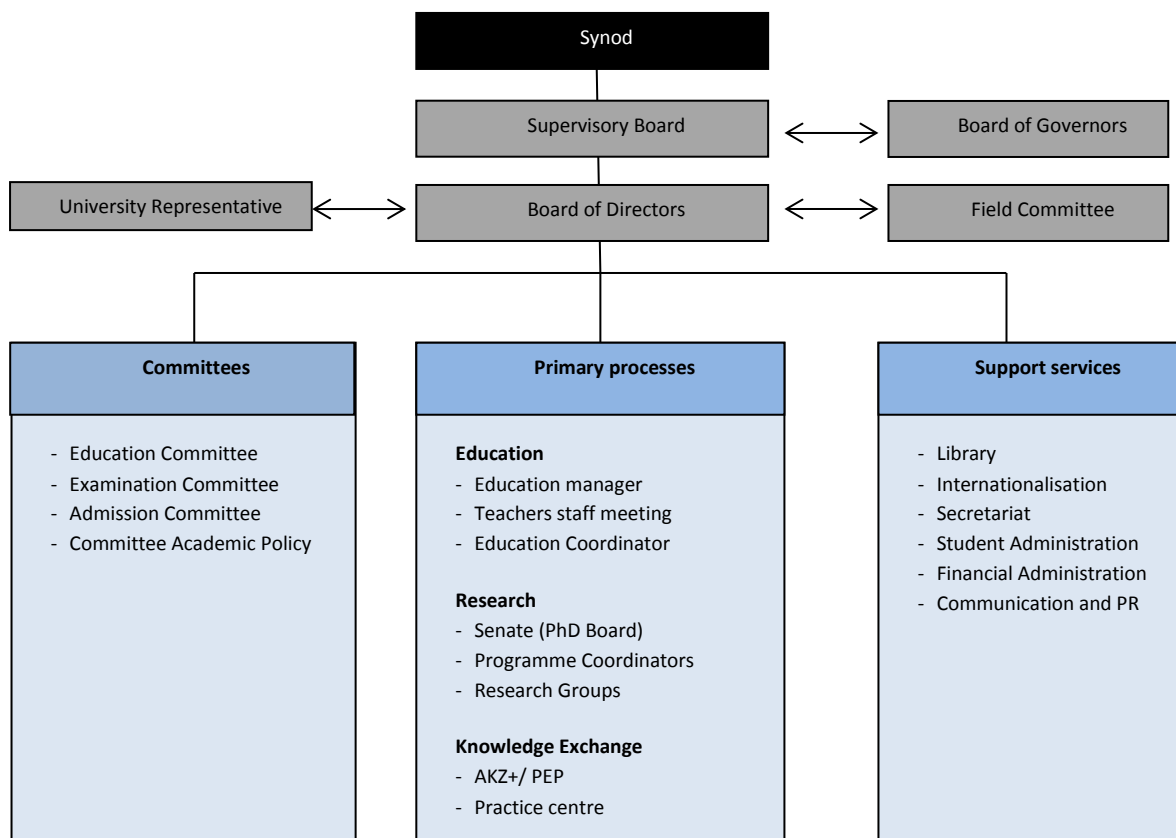 Synod
Supervisory Board
Board of Governors
University Representative
Board of Directors
Field Committee
Committees
- Education Committee
- Examination Committee
- Admission Committee
- Committee Academic Policy
Primary processes
Education
- Education manager
- Teachers staff meeting
- Education Coordinator
Research
- Senate (PhD Board)
- Programme Coordinators
- Research Groups
Knowledge Exchange
- AKZ+/ PEP
- Practice centre
Support services
- Library
- Internationalisation
- Secretariat
- Student Administration
- Financial Administration
- Communication and PR